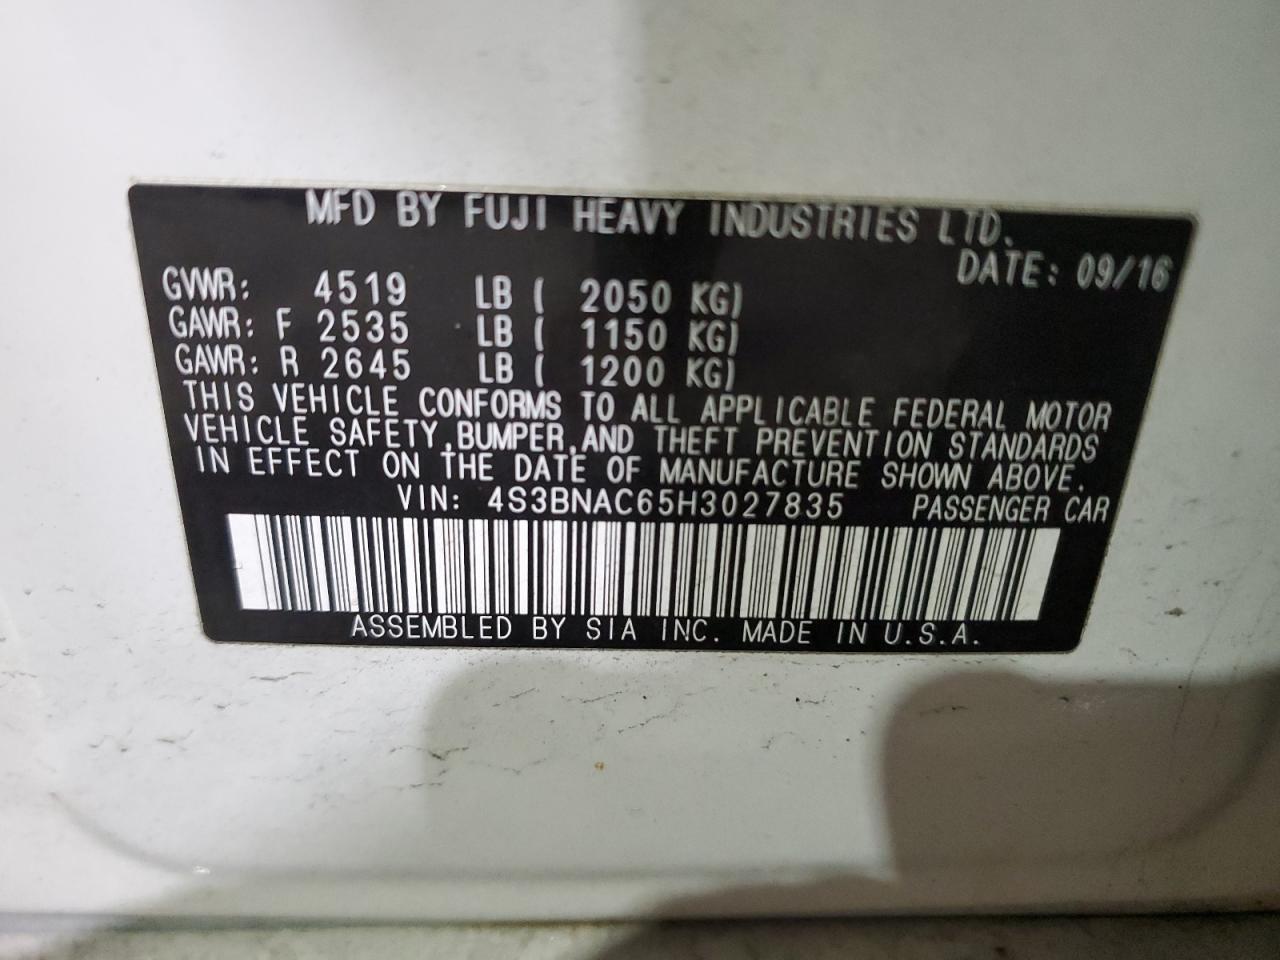 MFD BY FUJI HEAVY INDUSTRIES LTD.
DATE: 09/16
GVWR: 4519 LB ( 2050 KG)
GAWR: F 2535 LB ( 1150 KG)
GAWR: R 2645 LB ( 1200 KG)
THIS VEHICLE CONFORMS TO ALL APPLICABLE FEDERAL MOTOR
VEHICLE SAFETY,BUMPER,AND THEFT PREVENTION STANDARDS
IN EFFECT ON THE DATE OF MANUFACTURE SHOWN ABOVE.
VIN: 4S3BNAC65H3027835 PASSENGER CAR
ASSEMBLED BY SIA INC. MADE IN U.S.A.